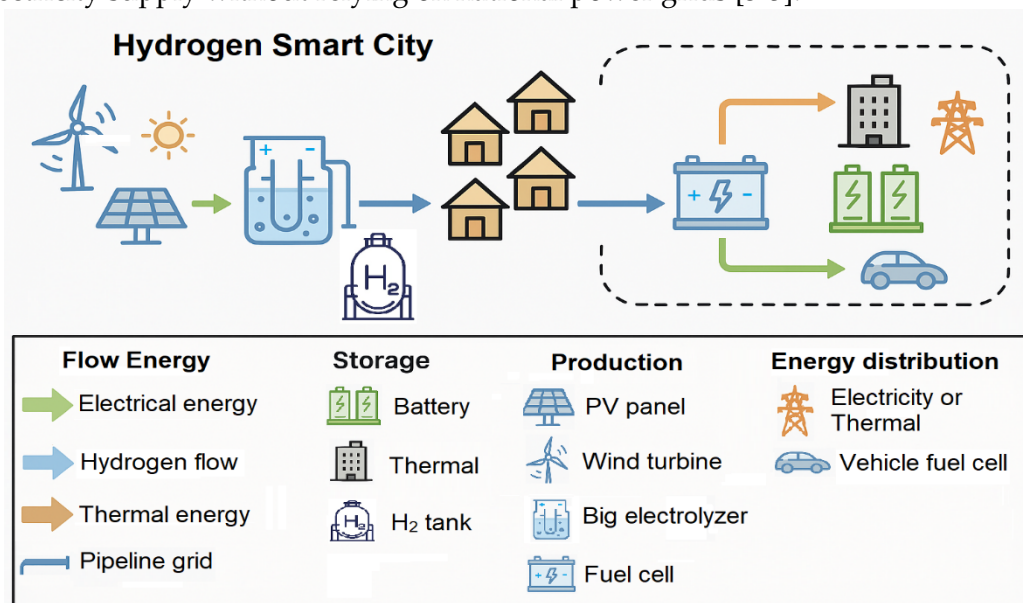 Hydrogen Smart City
+ -
H₂
+ -
Flow Energy
Electrical energy
Hydrogen flow
Thermal energy
Pipeline grid
Storage
Battery
Thermal
H₂
H₂ tank
Production
PV panel
Wind turbine
Big electrolyzer
+ -
Fuel cell
Energy distribution
Electricity or
Thermal
Vehicle fuel cell